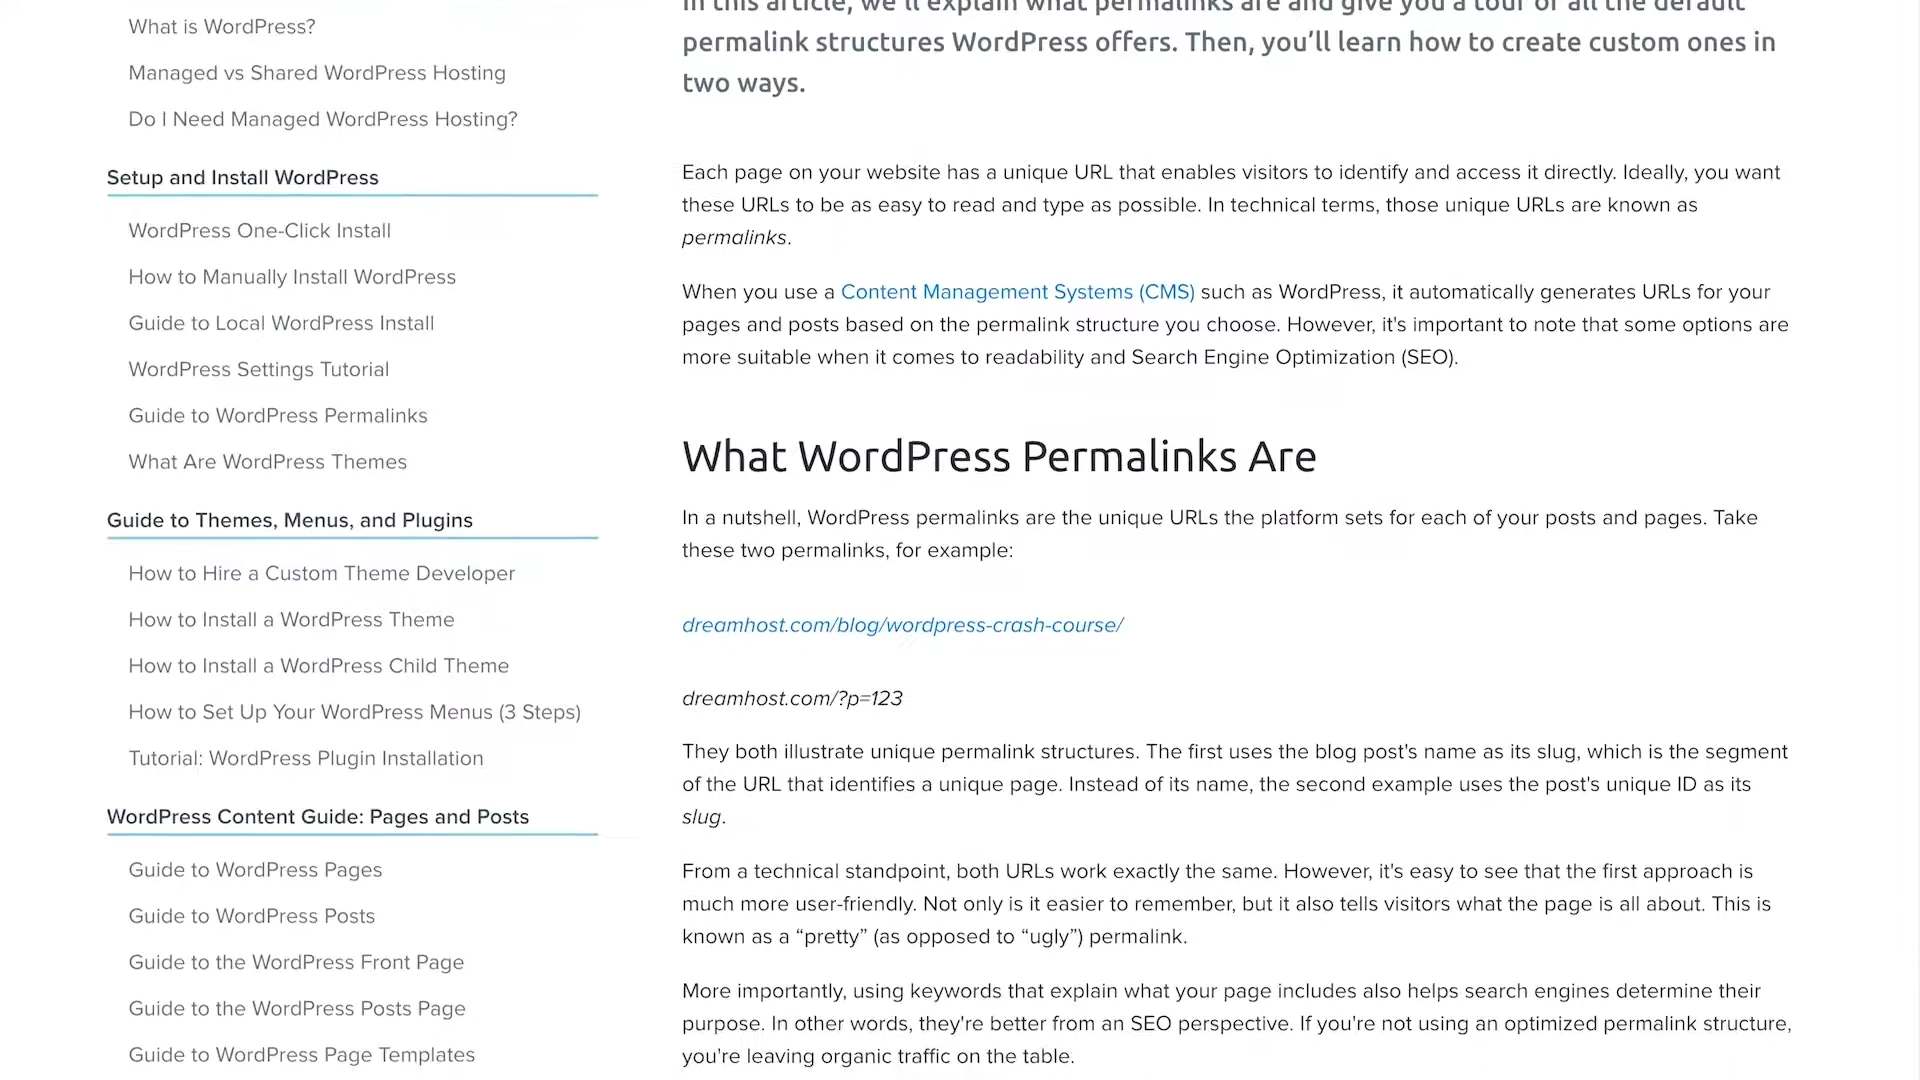 What is WordPress?
Managed vs Shared WordPress Hosting
Do I Need Managed WordPress Hosting?
Setup and Install WordPress
WordPress One-Click Install
How to Manually Install WordPress
Guide to Local WordPress Install
WordPress Settings Tutorial
Guide to WordPress Permalinks
What Are WordPress Themes
Guide to Themes, Menus, and Plugins
How to Hire a Custom Theme Developer
How to Install a WordPress Theme
How to Install a WordPress Child Theme
How to Set Up Your WordPress Menus (3 Steps)
Tutorial: WordPress Plugin Installation
WordPress Content Guide: Pages and Posts
Guide to WordPress Pages
Guide to WordPress Posts
Guide to the WordPress Front Page
Guide to the WordPress Posts Page
Guide to WordPress Page Templates
In this article, we'll explain what permalinks are and give you a tour of all the default
permalink structures WordPress offers. Then, you’ll learn how to create custom ones in
two ways.
Each page on your website has a unique URL that enables visitors to identify and access it directly. Ideally, you want
these URLs to be as easy to read and type as possible. In technical terms, those unique URLs are known as
permalinks.
When you use a Content Management Systems (CMS) such as WordPress, it automatically generates URLs for your
pages and posts based on the permalink structure you choose. However, it's important to note that some options are
more suitable when it comes to readability and Search Engine Optimization (SEO).
What WordPress Permalinks Are
In a nutshell, WordPress permalinks are the unique URLs the platform sets for each of your posts and pages. Take
these two permalinks, for example:
dreamhost.com/blog/wordpress-crash-course/
dreamhost.com/?p=123
They both illustrate unique permalink structures. The first uses the blog post's name as its slug, which is the segment
of the URL that identifies a unique page. Instead of its name, the second example uses the post's unique ID as its
slug.
From a technical standpoint, both URLs work exactly the same. However, it's easy to see that the first approach is
much more user-friendly. Not only is it easier to remember, but it also tells visitors what the page is all about. This is
known as a “pretty” (as opposed to “ugly”) permalink.
More importantly, using keywords that explain what your page includes also helps search engines determine their
purpose. In other words, they're better from an SEO perspective. If you're not using an optimized permalink structure,
you're leaving organic traffic on the table.